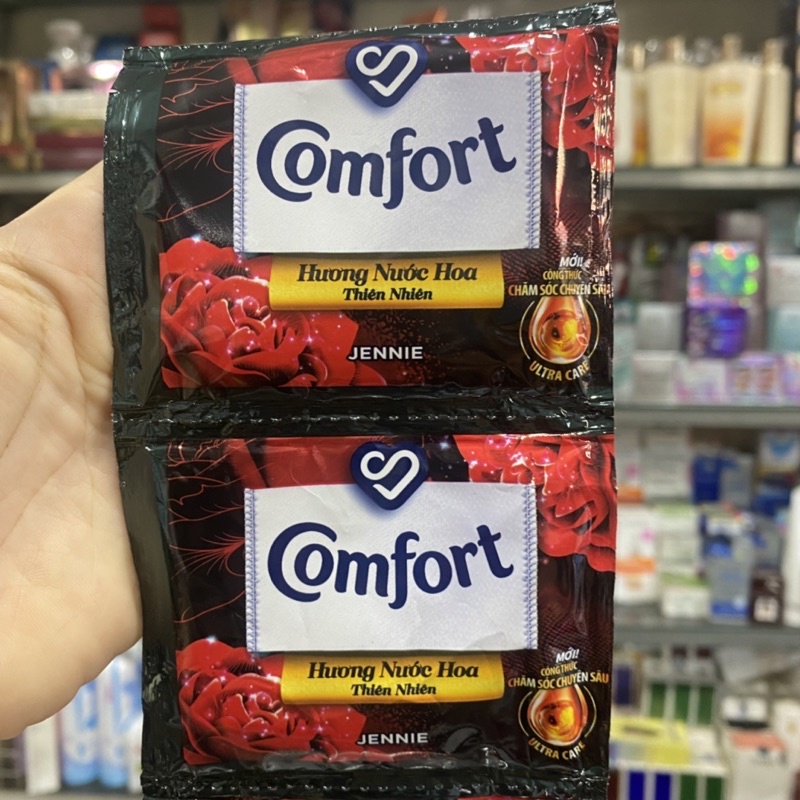 Comfort
Hương Nước Hoa
Thiên Nhiên
MỚI!
CÔNG THỨC
CHĂM SÓC CHUYÊN SÂU
ULTRA CARE
JENNIE
Comfort
Hương Nước Hoa
Thiên Nhiên
MỚI!
CÔNG THỨC
CHĂM SÓC CHUYÊN SÂU
ULTRA CARE
JENNIE